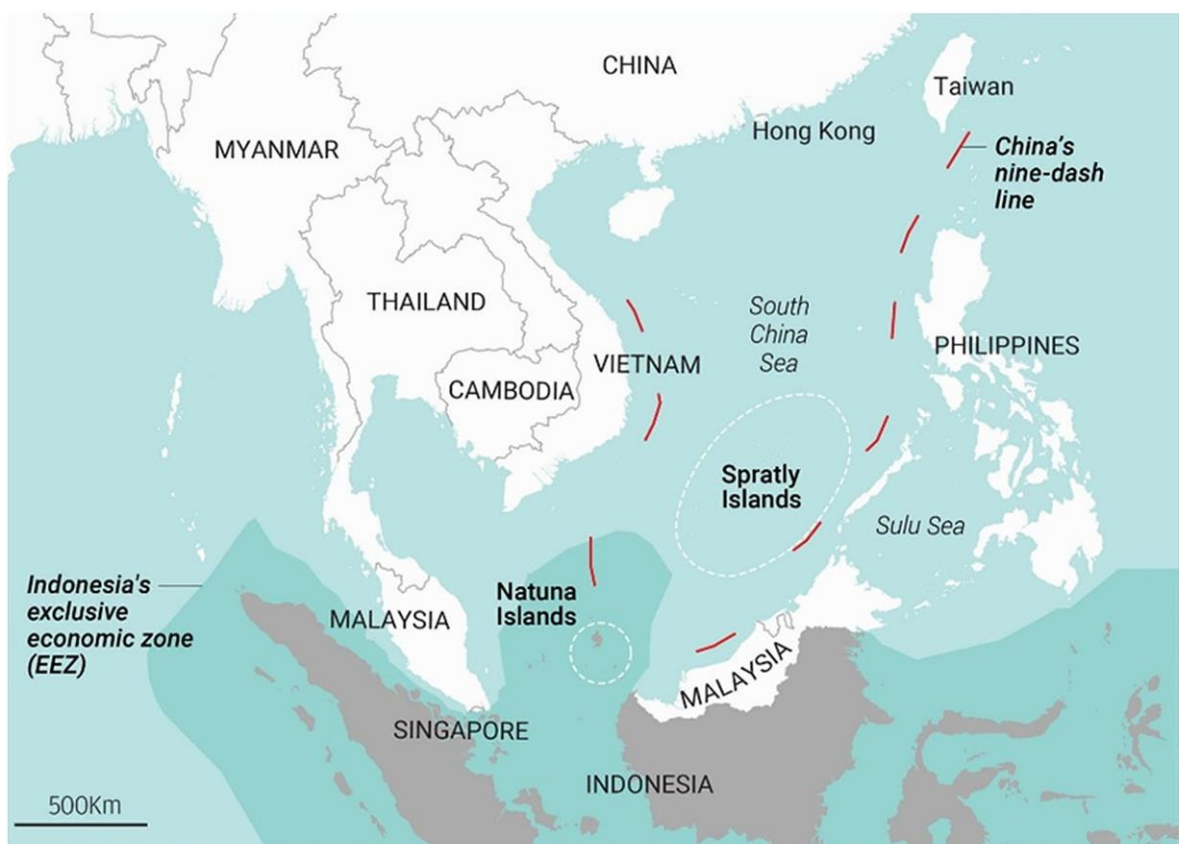 CHINA
Taiwan
Hong Kong
China's
nine-dash
line
MYANMAR
THAILAND
South
China
Sea
VIETNAM
PHILIPPINES
CAMBODIA
Spratly
Islands
Sulu Sea
Indonesia's
exclusive
economic zone
(EEZ)
Natuna
Islands
MALAYSIA
MALAYSIA
SINGAPORE
INDONESIA
500Km